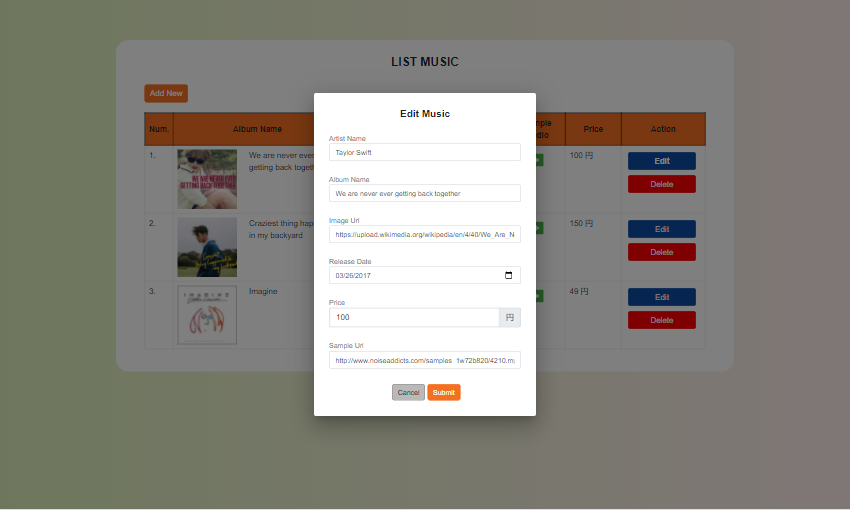 LIST MUSIC
Add New
Num.
Album Name
Price
Action
1.
We are never ever
getting back
100 円
Edit
Delete
WE ARE NEVER EVER
GETTING BACK TOGETHER
2.
Craziest thing
in my backyard
150 円
Edit
Delete
3.
Imagine
49 円
Edit
Delete
IMAGINE
Edit Music
Artist Name
Taylor Swift
Album Name
We are never ever getting back together
Image Url
https://upload.wikimedia.org/wikipedia/en/4/40/We_Are_N
Release Date
03/26/2017
Price
100 円
Sample Url
http://www.noiseaddicts.com/samples_1w72b820/4210.m
Cancel Submit